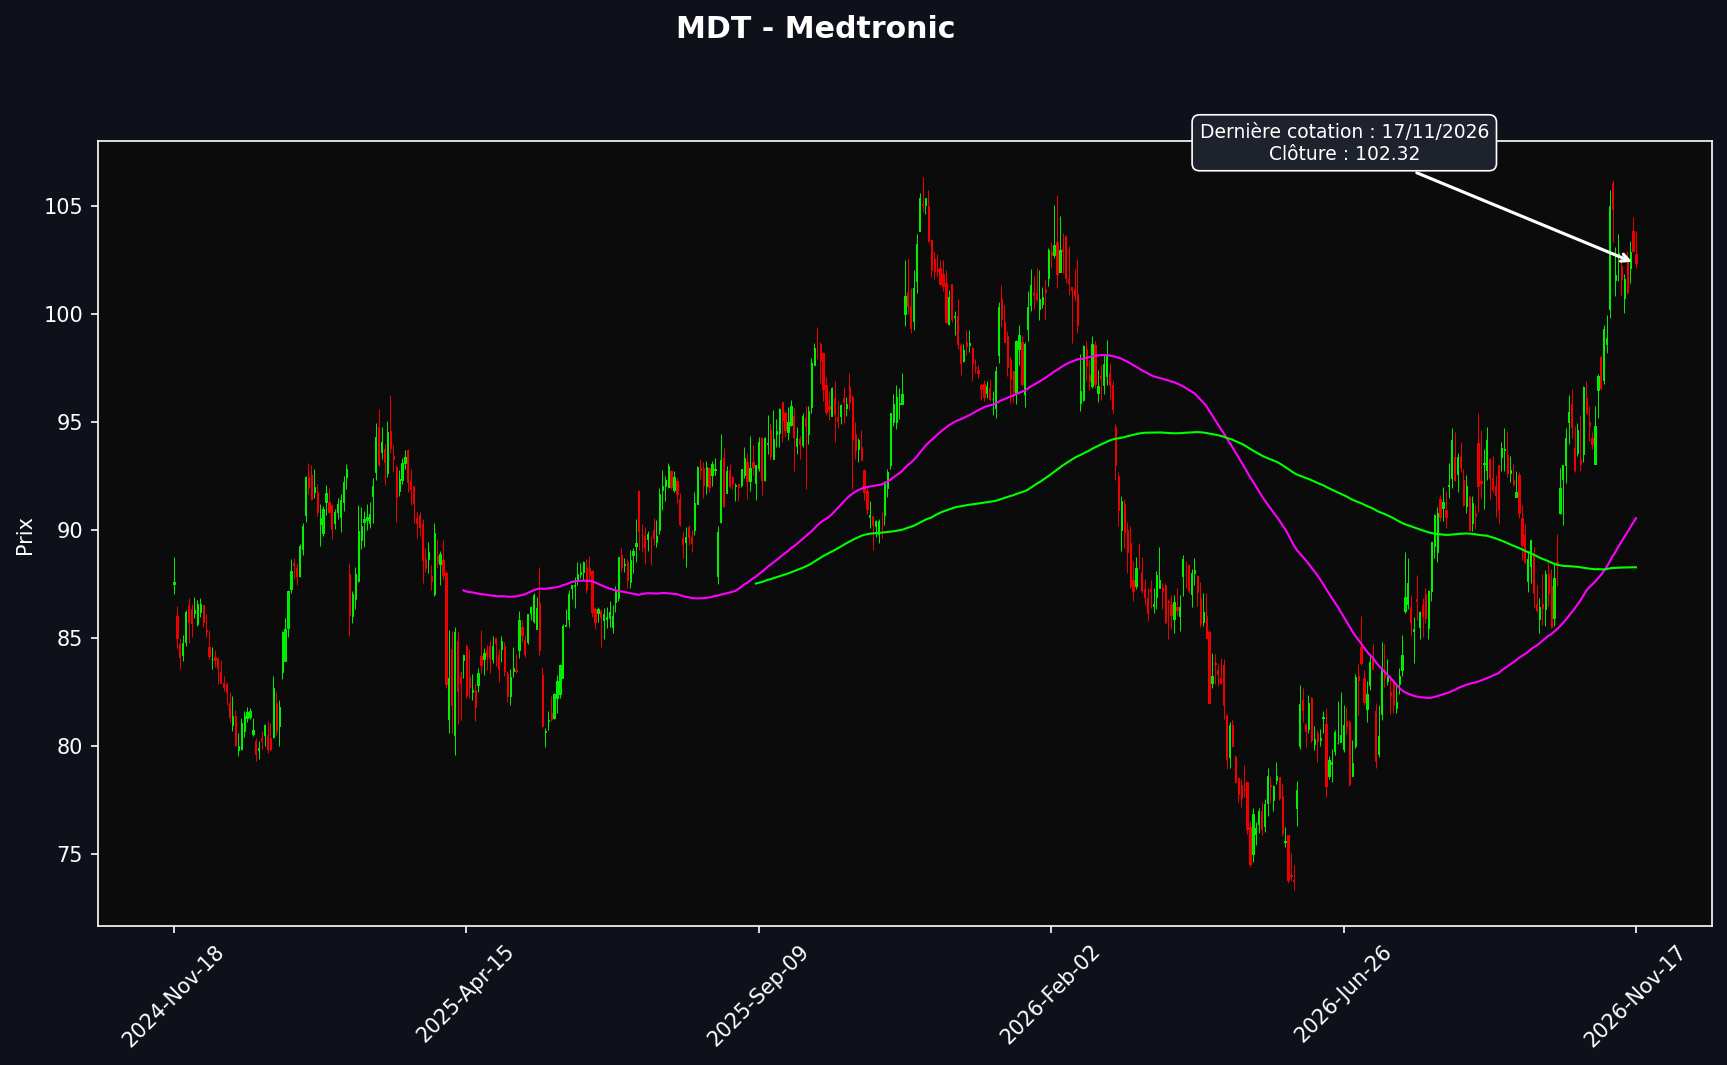 MDT - Medtronic
Dernière cotation : 17/11/2026
Clôture : 102.32
Prix
105
100
95
90
85
80
75
2024-Nov-18
2025-Apr-15
2025-Sep-09
2026-Feb-02
2026-Jun-26
2026-Nov-17